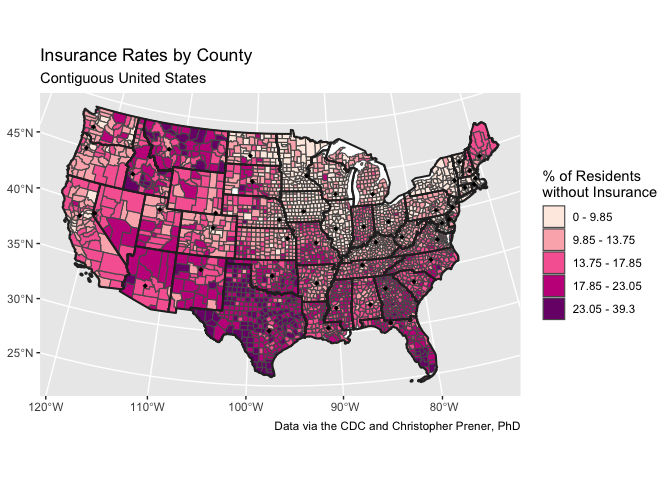 Insurance Rates by County
Contiguous United States
45°N
40°N
35°N
30°N
25°N
120°W
110°W
100°W
90°W
80°W
% of Residents
without Insurance
0 - 9.85
9.85 - 13.75
13.75 - 17.85
17.85 - 23.05
23.05 - 39.3
Data via the CDC and Christopher Prener, PhD